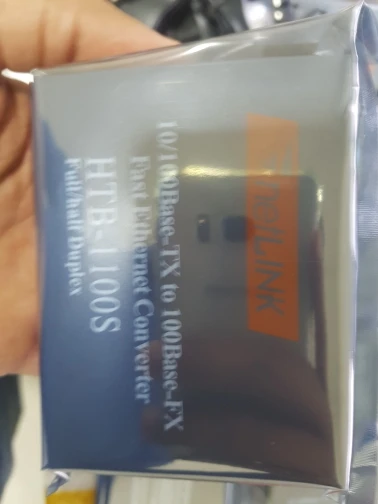 10/100Base-TX to 100Base-FX
Fast Ethernet Converter
HTB-1100S
Full/half Duplex